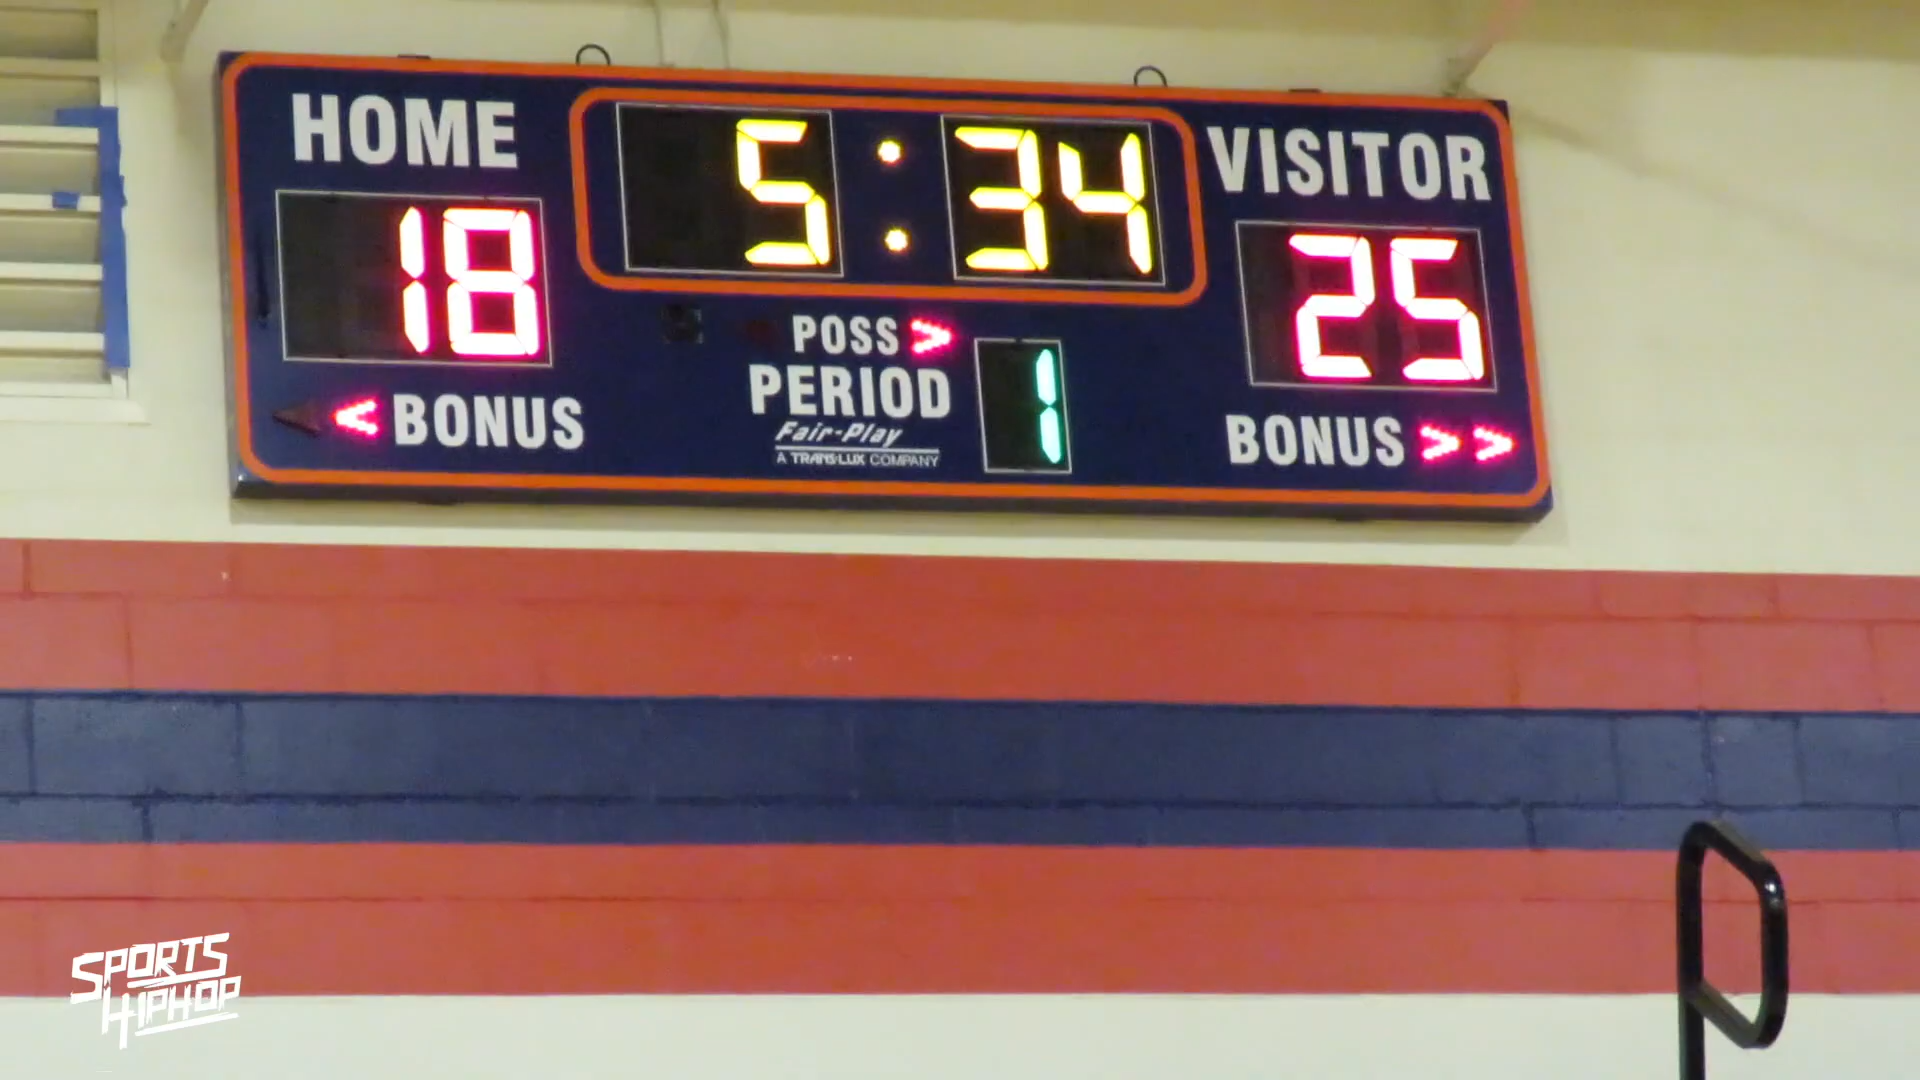 HOME
5:34
VISITOR
18
25
POSS >
PERIOD 1
< BONUS
Fair-Play
A TRANS-LUX COMPANY
BONUS >>
SPORTS
HIPHOP